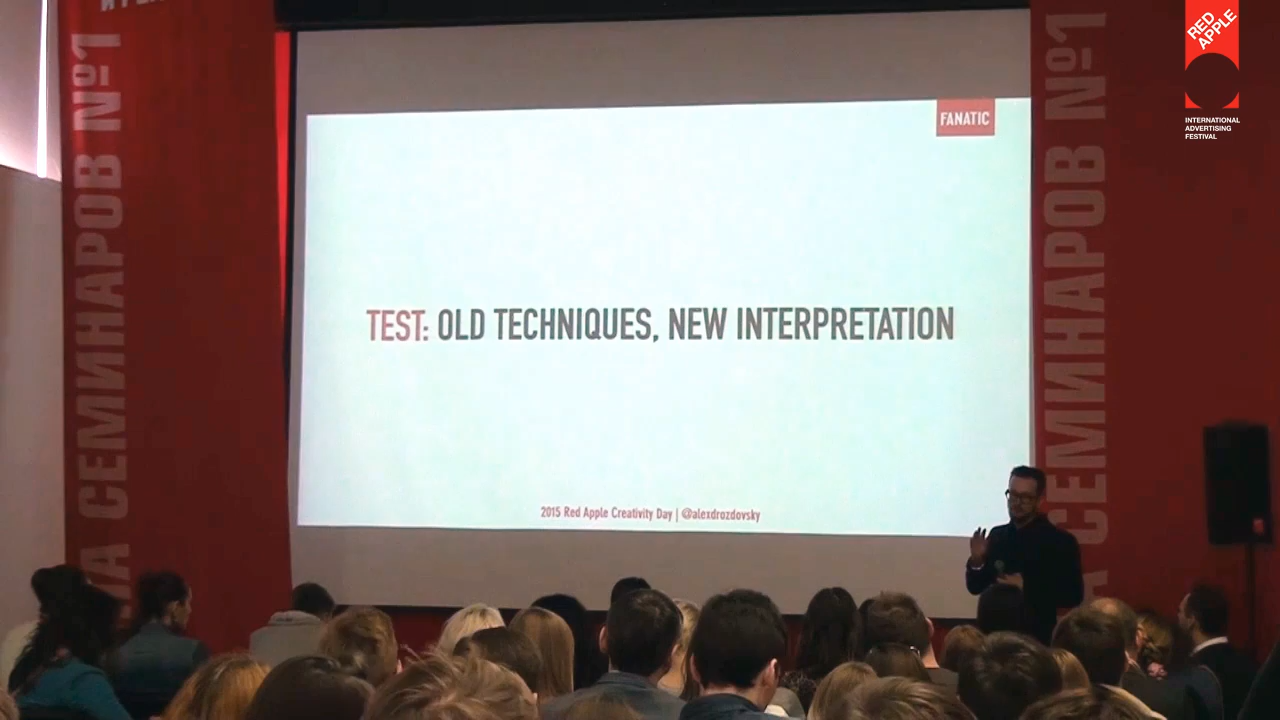 СЕМИНАРОВ №1
FANATIC
TEST: OLD TECHNIQUES, NEW INTERPRETATION
2015 Red Apple Creativity Day | @alexdrozdovsky
СЕМИНАРОВ №1
RED
APPLE
INTERNATIONAL
ADVERTISING
FESTIVAL